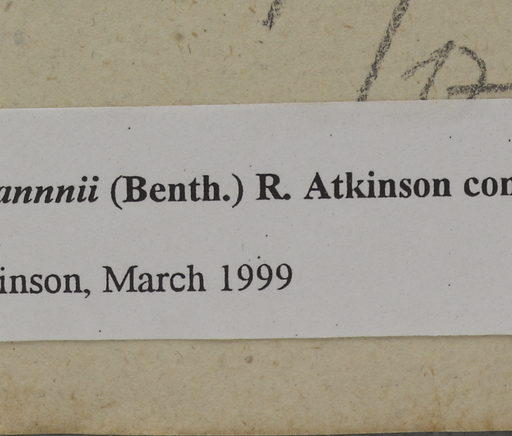 annnii (Benth.) R. Atkinson con
inson, March 1999